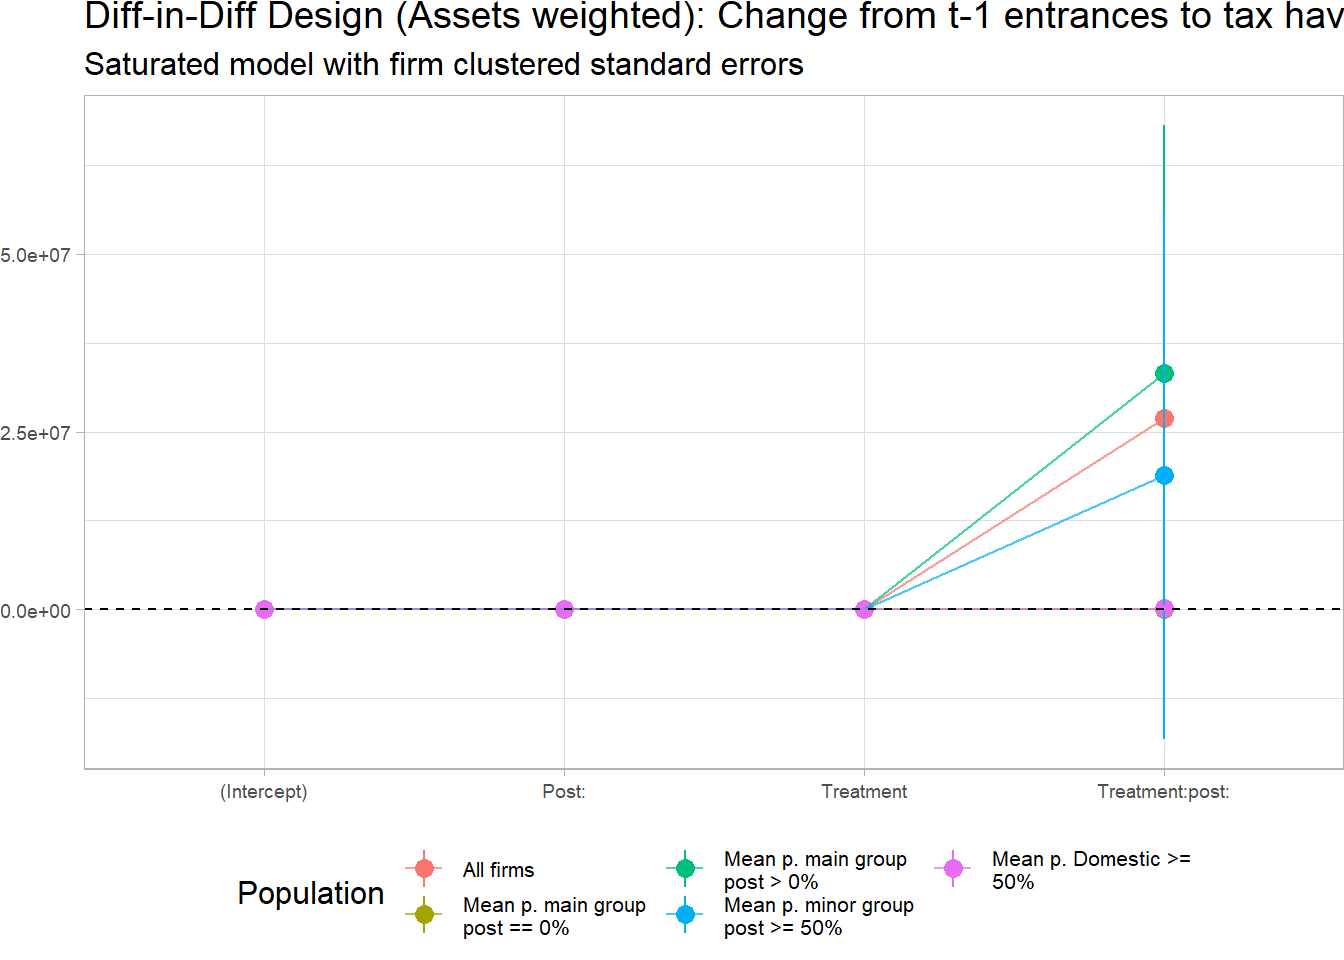 Diff-in-Diff Design (Assets weighted): Change from t-1 entrances to tax hav
Saturated model with firm clustered standard errors
5.0e+07
2.5e+07
0.0e+00
(Intercept)
Post:
Treatment
Treatment:post:
Population
All firms
Mean p. main group
post == 0%
Mean p. main group
post > 0%
Mean p. minor group
post >= 50%
Mean p. Domestic >=
50%